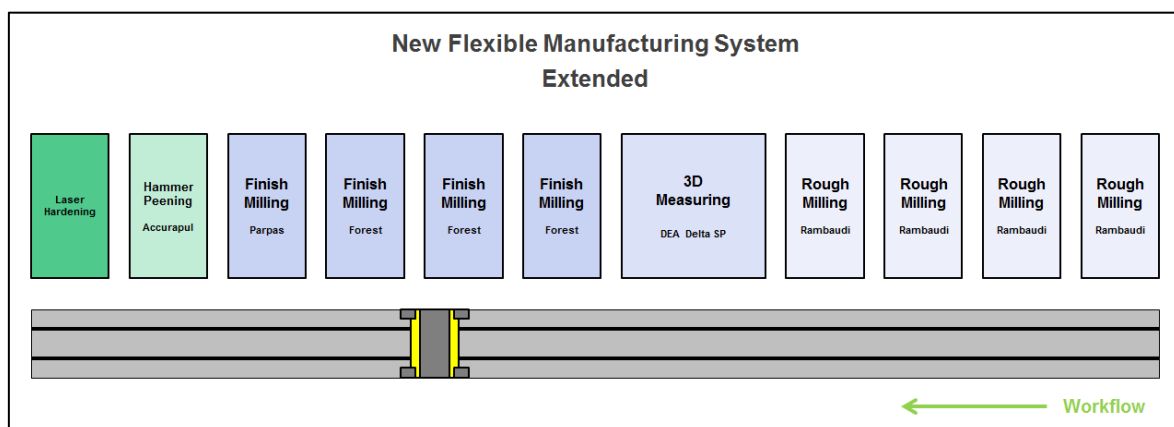 New Flexible Manufacturing System
Extended
Laser
Hardening
Hammer
Peening
Accurapul
Finish
Milling
Parpas
Finish
Milling
Forest
Finish
Milling
Forest
Finish
Milling
Forest
3D
Measuring
DEA Delta SP
Rough
Milling
Rambaudi
Rough
Milling
Rambaudi
Rough
Milling
Rambaudi
Rough
Milling
Rambaudi
Workflow